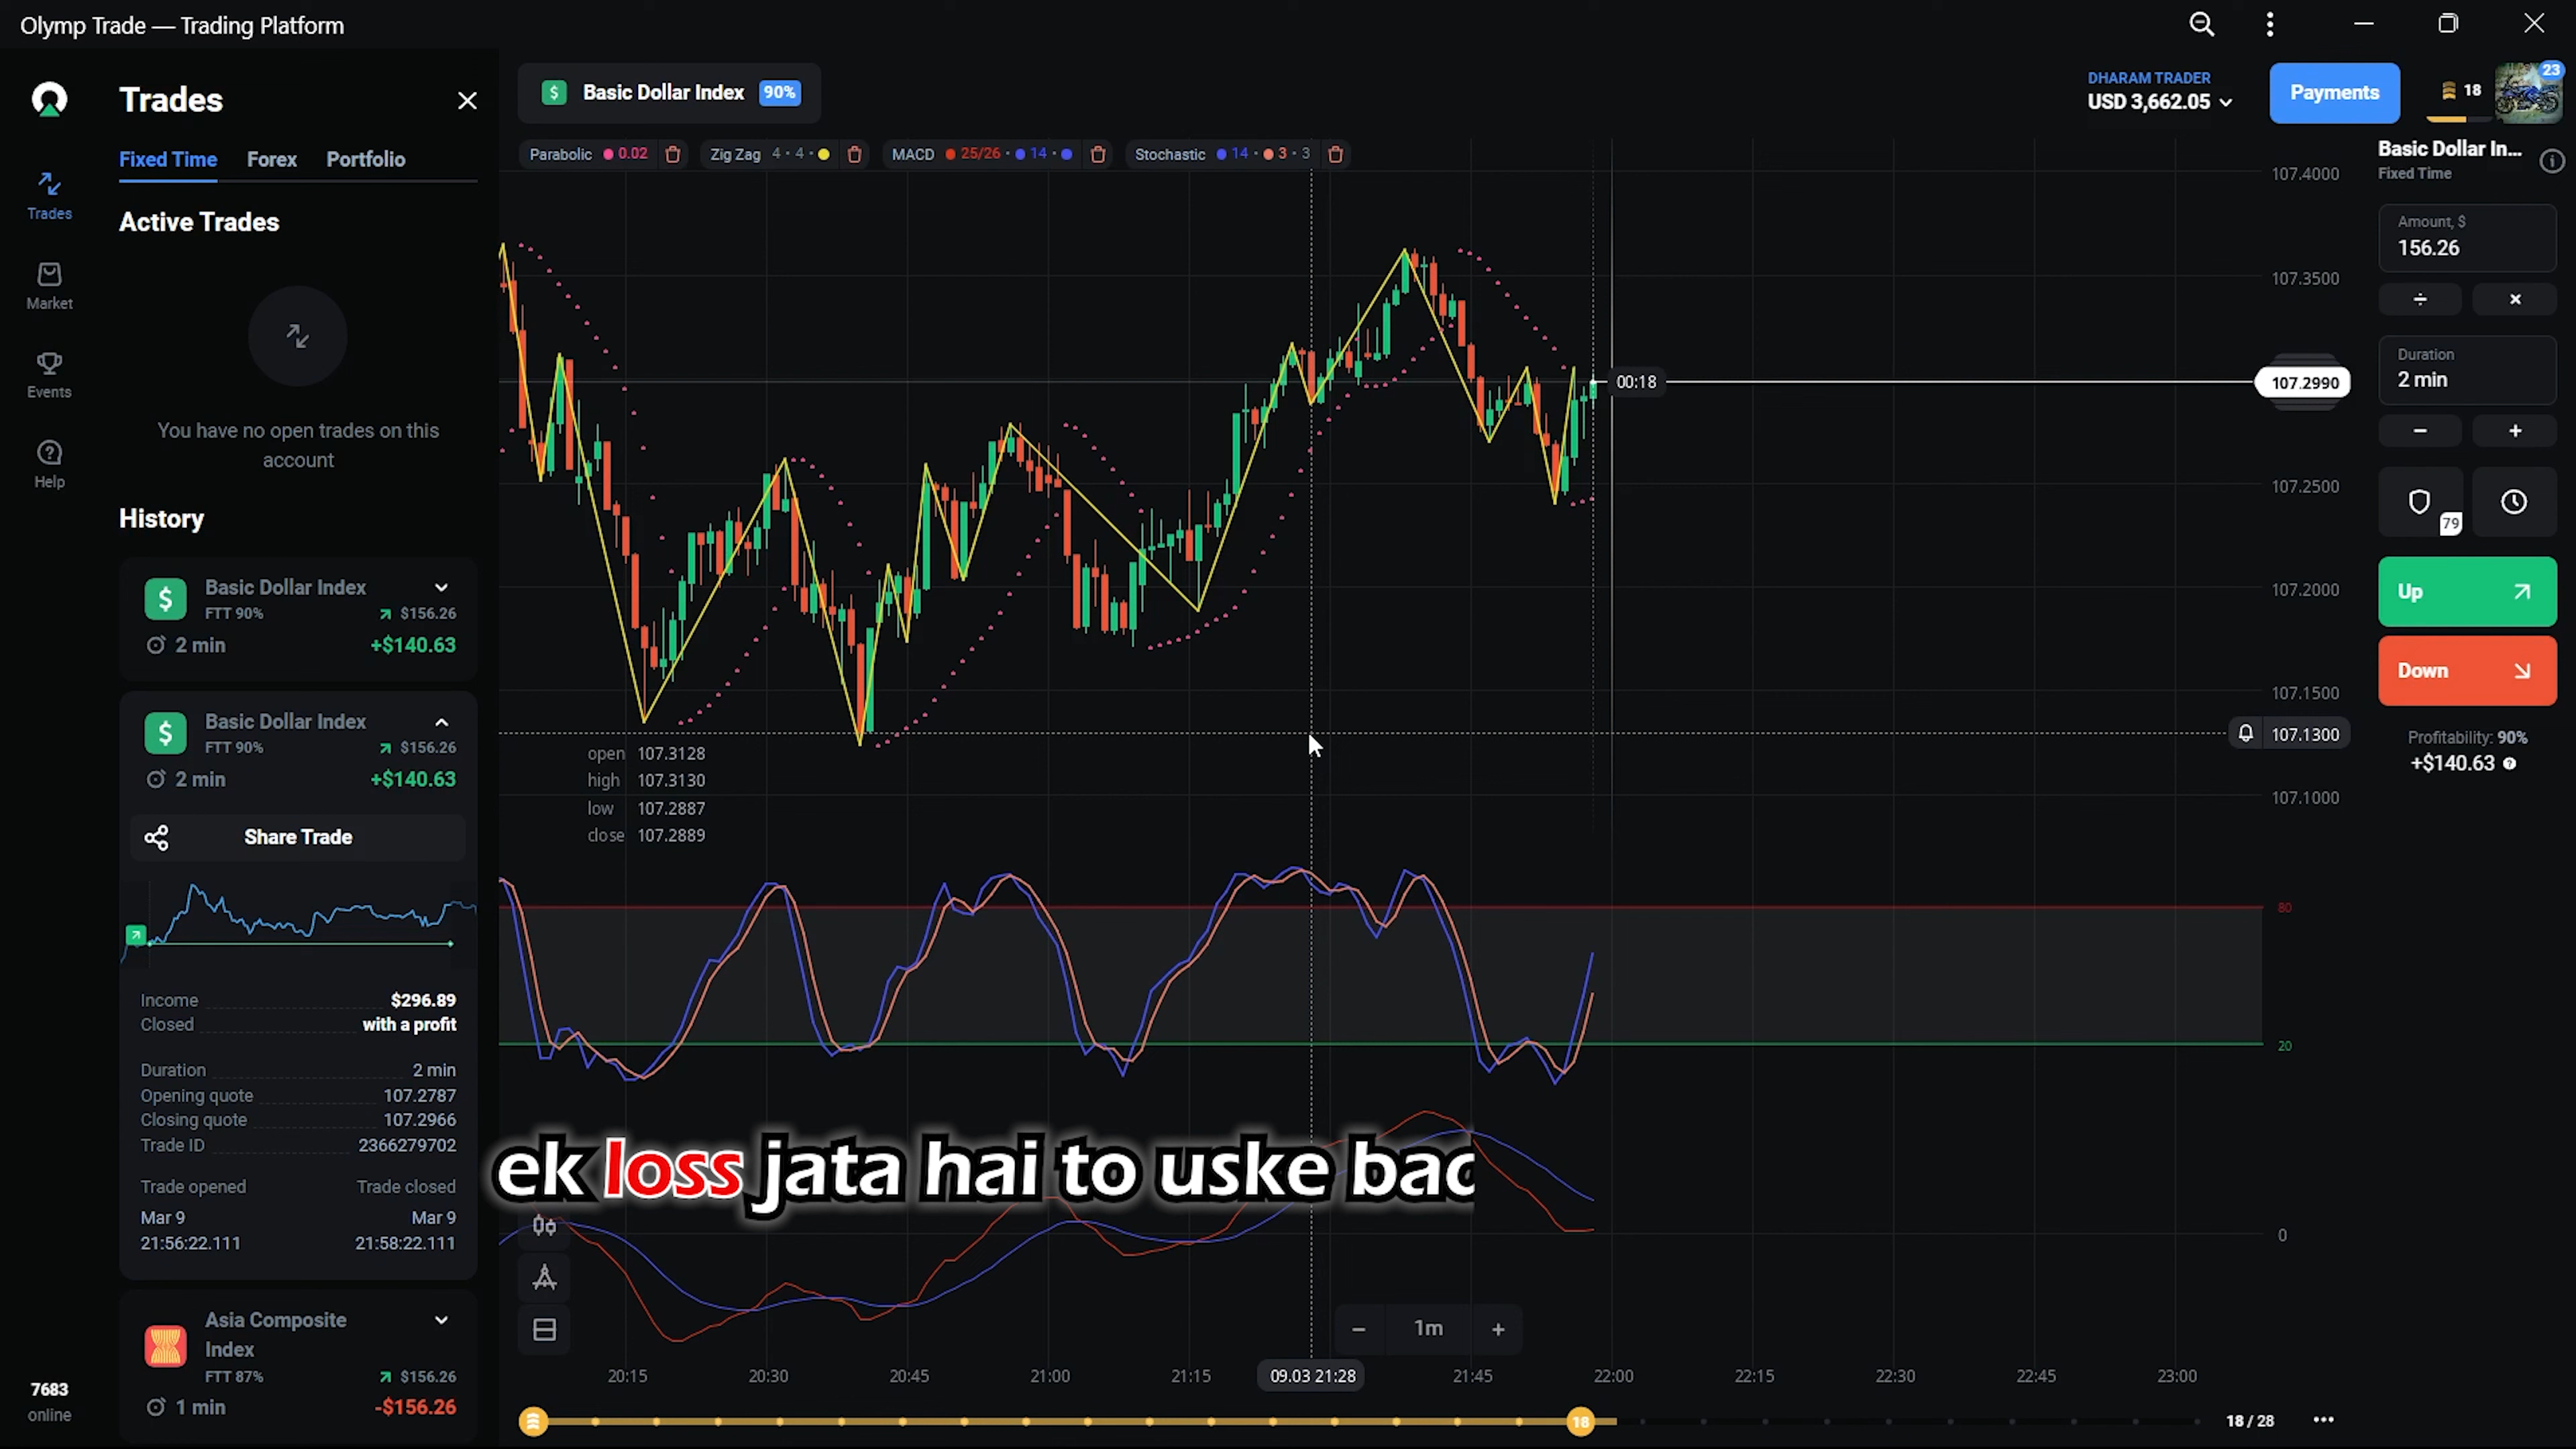 Olymp Trade — Trading Platform
Trades
Fixed Time Forex Portfolio
Active Trades
You have no open trades on this
account
History
Basic Dollar Index
FTT 90% $156.26
2 min +$140.63
Basic Dollar Index
FTT 90% $156.26
2 min +$140.63
Share Trade
Income $296.89
Closed with a profit
Duration 2 min
Opening quote 107.2787
Closing quote 107.2966
Trade ID 2366279702
Trade opened Trade closed
Mar 9 Mar 9
21:56:22.111 21:58:22.111
Asia Composite
Index
FTT 87% $156.26
1 min -$156.26
Trades
Market
Events
Help
7683
online
Basic Dollar Index 90%
Parabolic 0.02 Zig Zag 4 · 4 · MACD 25/26 · 14 · Stochastic 14 · 3 · 3
DHARAM TRADER
USD 3,662.05
Payments
18
23
107.4000
107.3500
00:18
107.2990
107.2500
107.2000
107.1500
107.1300
107.1000
open 107.3128
high 107.3130
low 107.2887
close 107.2889
80
20
0
ek loss jata hai to uske bac
− 1m +
20:15 20:30 20:45 21:00 21:15 09.03 21:28 21:45 22:00 22:15 22:30 22:45 23:00
18
18 / 28
Basic Dollar In...
Fixed Time
Amount, $
156.26
÷ ×
Duration
2 min
− +
79
Up
Down
Profitability: 90%
+$140.63